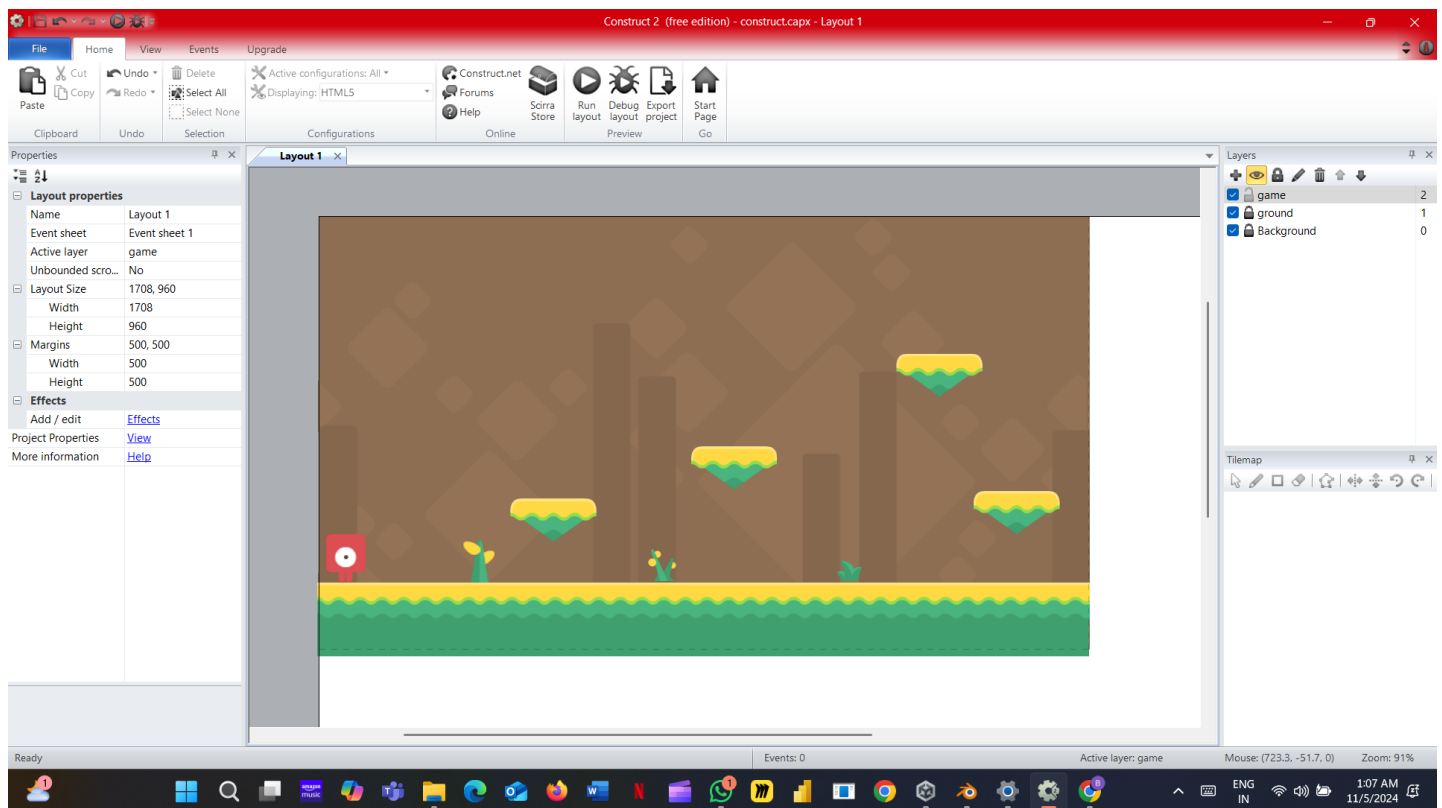 Construct 2 (free edition) - construct.capx - Layout 1
File Home View Events Upgrade
Paste
Cut
Copy
Clipboard
Undo
Redo
Undo
Delete
Select All
Select None
Selection
Active configurations: All
Displaying: HTML5
Configurations
Construct.net
Forums
Help
Scirra
Store
Online
Run
layout
Debug
layout
Export
project
Preview
Start
Page
Go
Properties
Layout properties
Name Layout 1
Event sheet Event sheet 1
Active layer game
Unbounded scro... No
Layout Size 1708, 960
Width 1708
Height 960
Margins 500, 500
Width 500
Height 500
Effects
Add / edit Effects
Project Properties View
More information Help
Layout 1
Layers
game 2
ground 1
Background 0
Tilemap
Ready
Events: 0
Active layer: game
Mouse: (723.3, -51.7, 0)
Zoom: 91%
1
amazon
music
1
B
ENG
IN
1:07 AM
11/5/2024